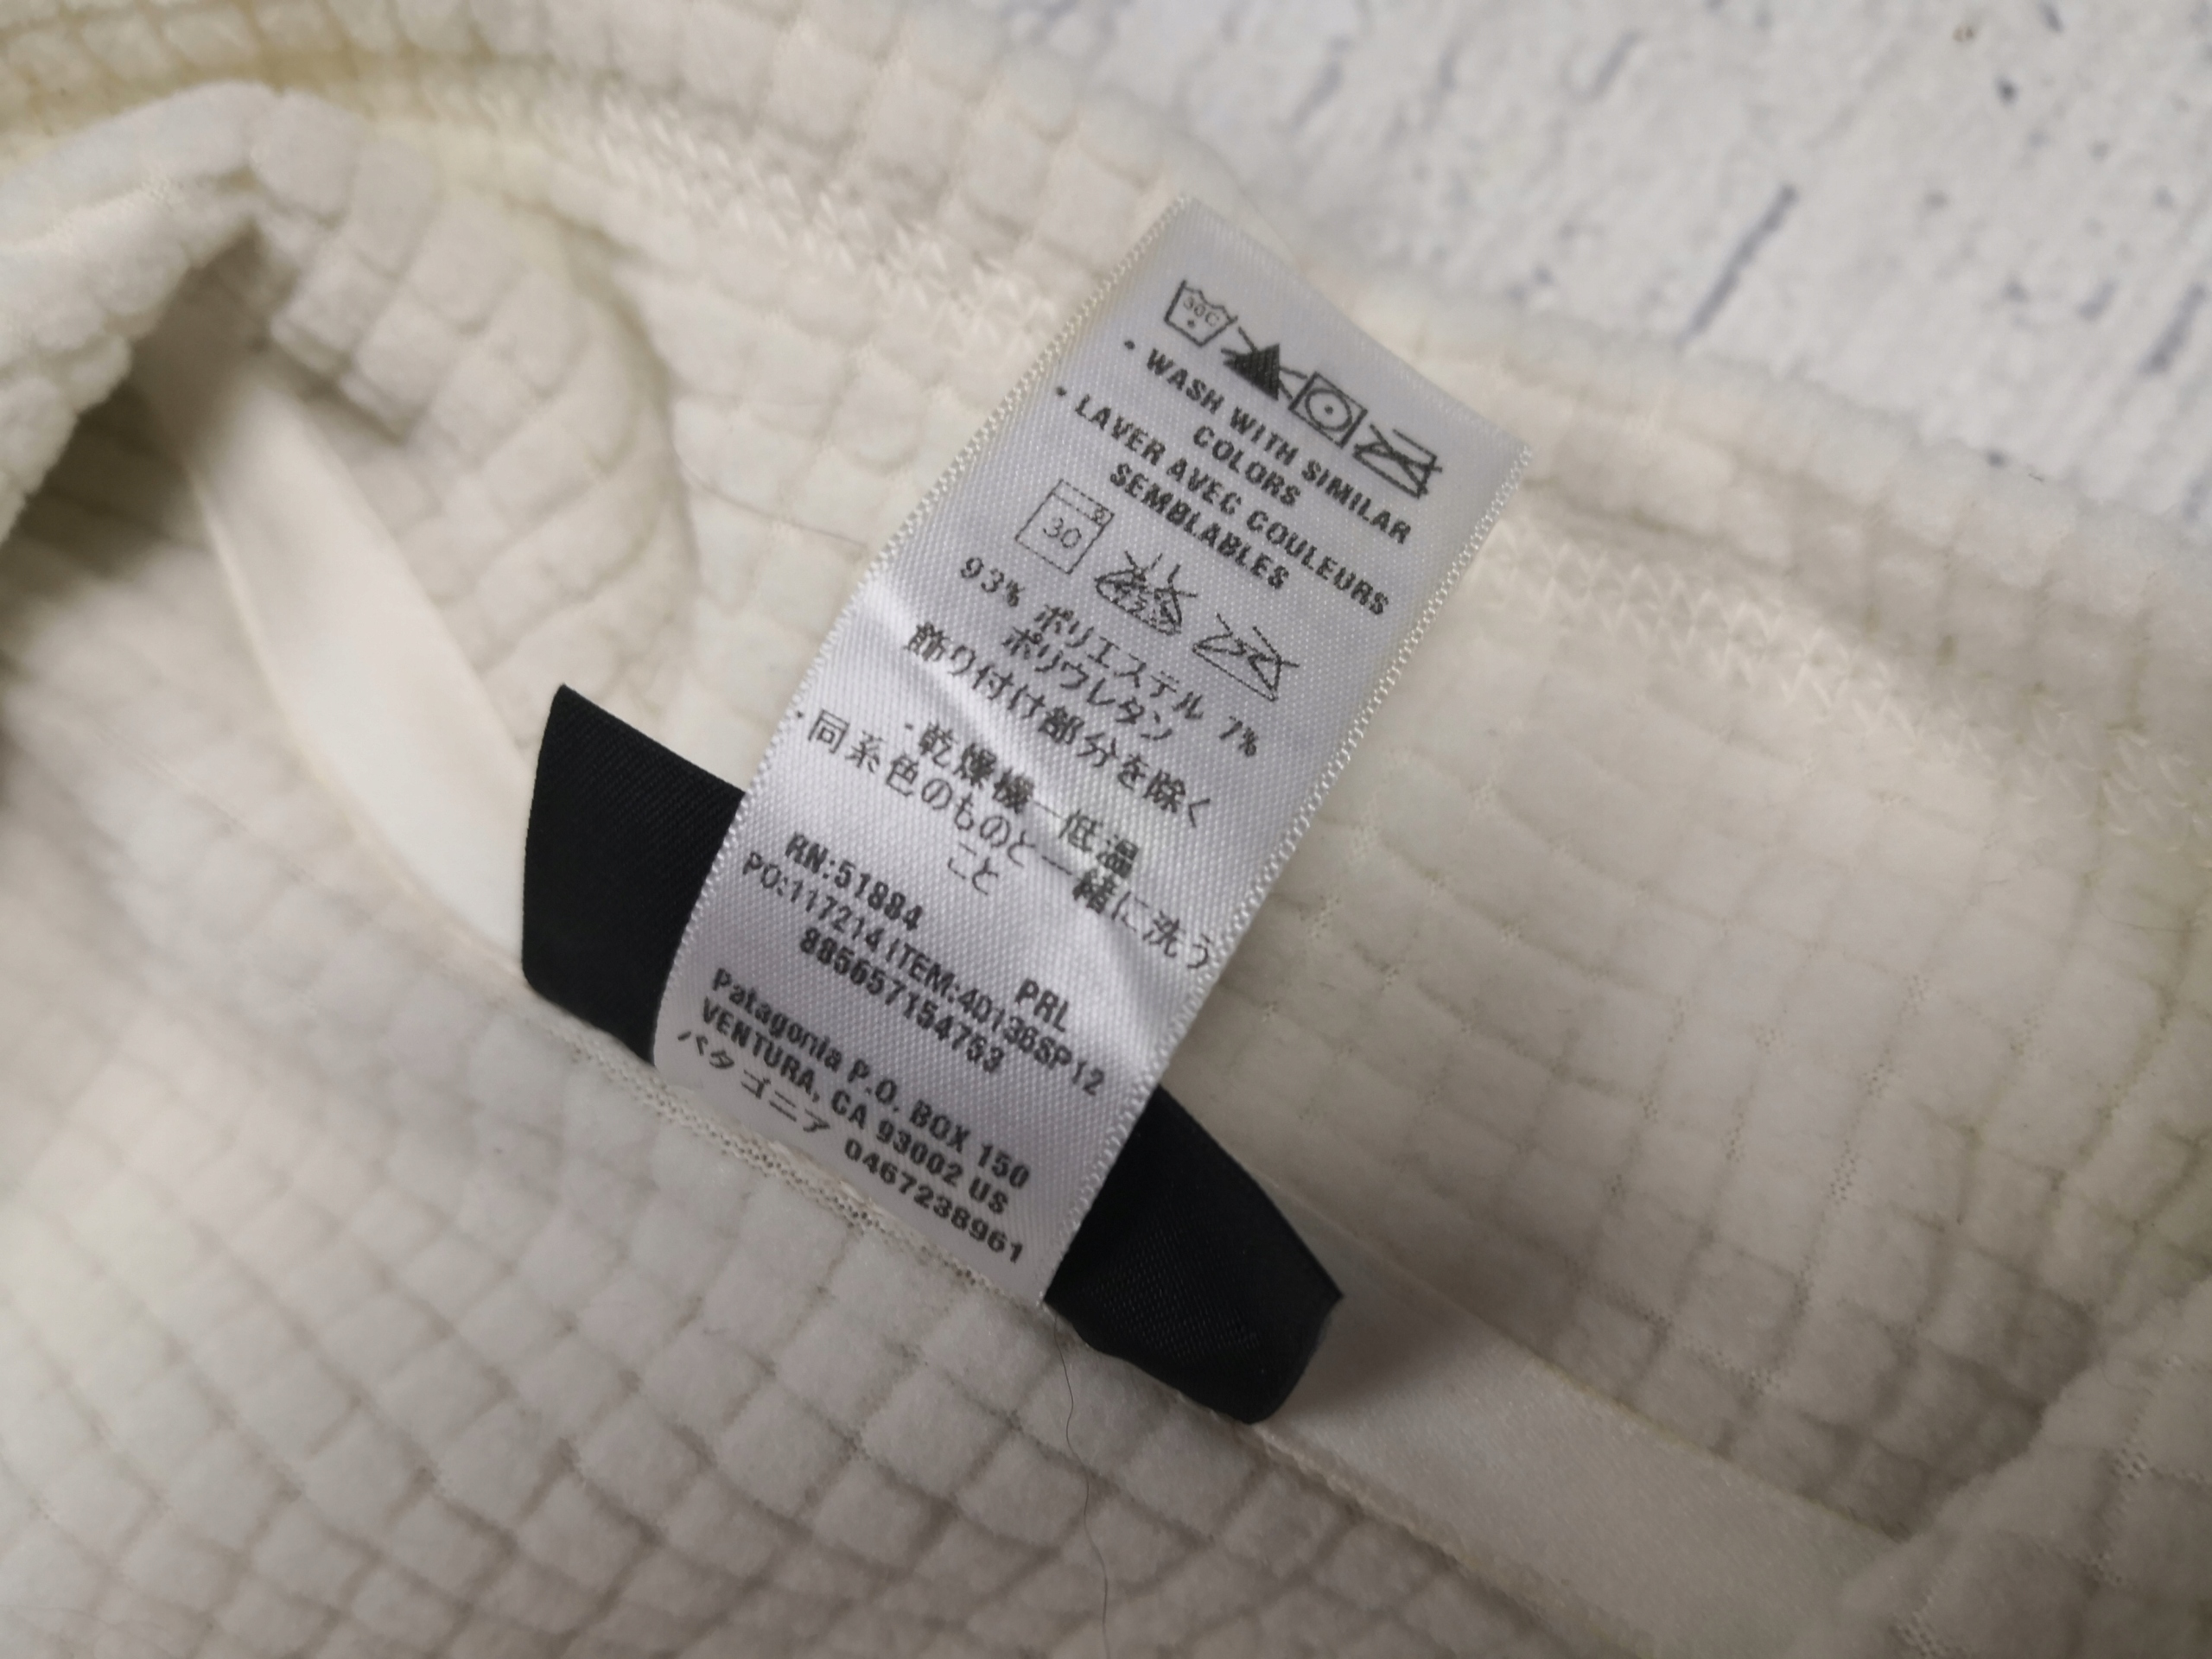 30C
• WASH WITH SIMILAR
COLORS
• LAVER AVEC COULEURS
SEMBLABLES
30
93% ポリエステル 7%
ポリウレタン
飾り付け部分を除く
・乾燥機―低温
・同系色のものと一緒に洗う
こと
RN:51884 PRL
PO:117214 ITEM:40136SP12
885657154753
Patagonia P.O. BOX 150
VENTURA, CA 93002 US
パタゴニア 0467238961